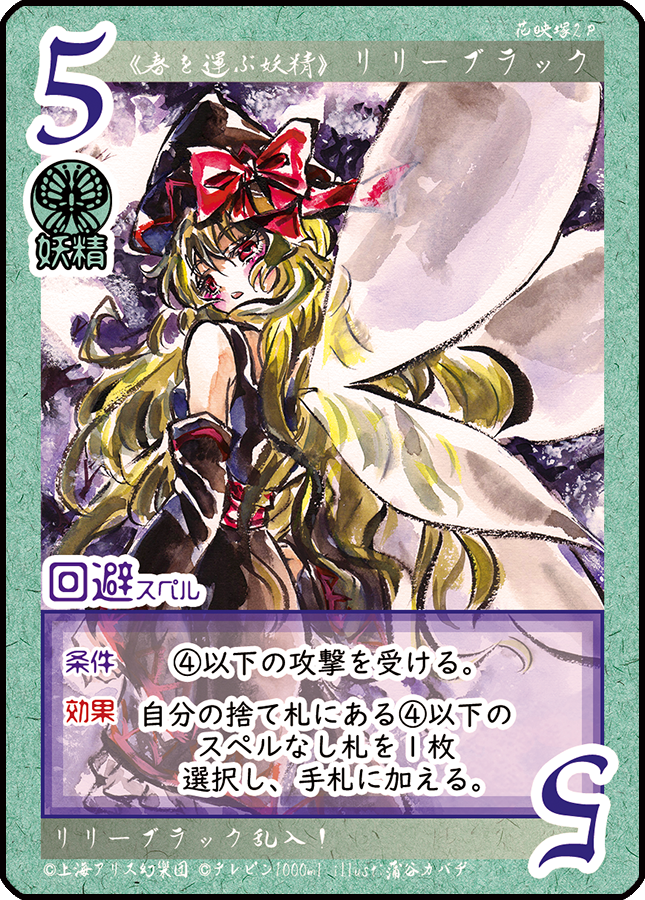 花映塚2P
《春を運ぶ妖精》 リリーブラック
5
妖精
回避スペル
条件 ④以下の攻撃を受ける。
効果 自分の捨て札にある④以下の
スペルなし札を1枚
選択し、手札に加える。
5
リリーブラック乱入!
©上海アリス幻樂団 ©テレピン1000ml illust:蒲谷カバヂ